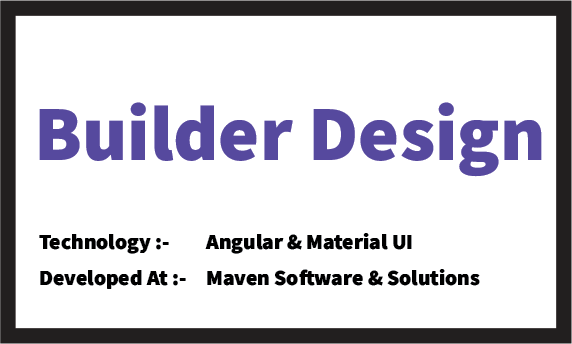 Builder Design
Technology :- Angular & Material UI
Developed At :- Maven Software & Solutions